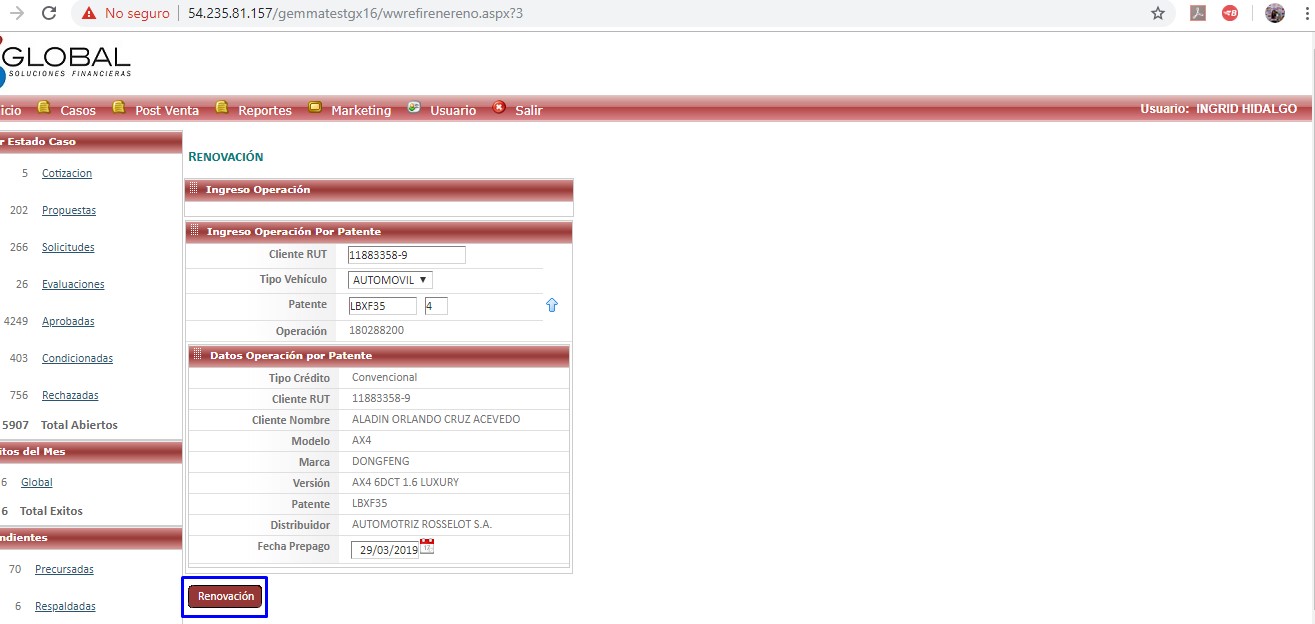 No seguro
54.235.81.157/gemmatestgx16/wwrefirenereno.aspx?3
GLOBAL
SOLUCIONES FINANCIERAS
icio Casos Post Venta Reportes Marketing Usuario Salir Usuario: INGRID HIDALGO
r Estado Caso
5 Cotizacion
202 Propuestas
266 Solicitudes
26 Evaluaciones
4249 Aprobadas
403 Condicionadas
756 Rechazadas
5907 Total Abiertos
itos del Mes
6 Global
6 Total Exitos
ndientes
70 Precursadas
6 Respaldadas
RENOVACIÓN
Ingreso Operación
Ingreso Operación Por Patente
Cliente RUT 11883358-9
Tipo Vehículo AUTOMOVIL
Patente LBXF35 4
Operación 180288200
Datos Operación por Patente
Tipo Crédito Convencional
Cliente RUT 11883358-9
Cliente Nombre ALADIN ORLANDO CRUZ ACEVEDO
Modelo AX4
Marca DONGFENG
Versión AX4 6DCT 1.6 LUXURY
Patente LBXF35
Distribuidor AUTOMOTRIZ ROSSELOT S.A.
Fecha Prepago 29/03/2019
Renovación